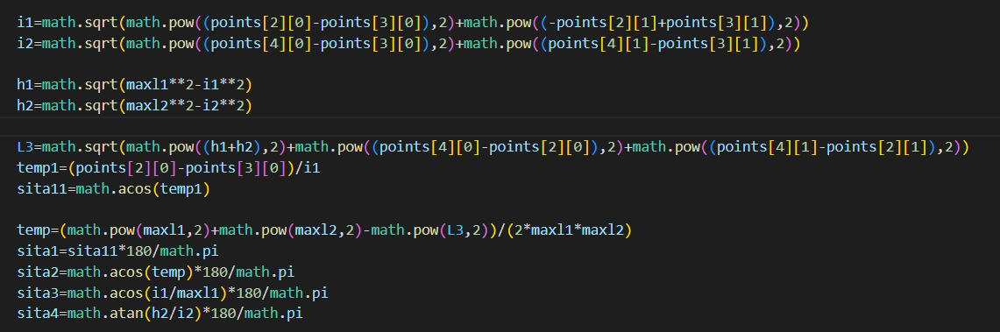 i1=math.sqrt(math.pow((points[2][0]-points[3][0]),2)+math.pow((-points[2][1]+points[3][1]),2))
i2=math.sqrt(math.pow((points[4][0]-points[3][0]),2)+math.pow((points[4][1]-points[3][1]),2))
h1=math.sqrt(maxl1**2-i1**2)
h2=math.sqrt(maxl2**2-i2**2)
L3=math.sqrt(math.pow((h1+h2),2)+math.pow((points[4][0]-points[2][0]),2)+math.pow((points[4][1]-points[2][1]),2))
temp1=(points[2][0]-points[3][0])/i1
sita11=math.acos(temp1)
temp=(math.pow(maxl1,2)+math.pow(maxl2,2)-math.pow(L3,2))/(2*maxl1*maxl2)
sita1=sita11*180/math.pi
sita2=math.acos(temp)*180/math.pi
sita3=math.acos(i1/maxl1)*180/math.pi
sita4=math.atan(h2/i2)*180/math.pi